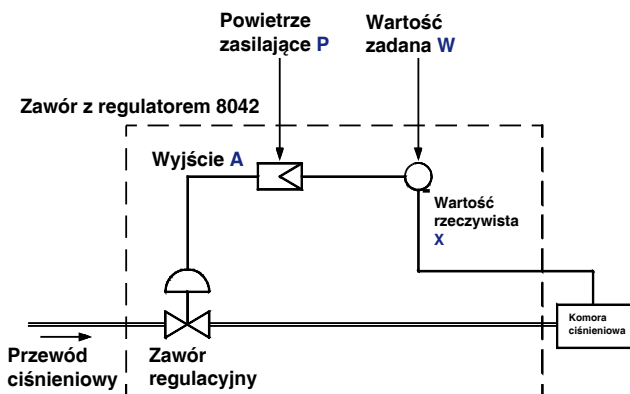 Powietrze
zasilające P
Wartość
zadana W
Zawór z regulatorem 8042
Wyjście A
Wartość
rzeczywista
X
Komora
ciśnieniowa
Przewód
ciśnieniowy
Zawór
regulacyjny